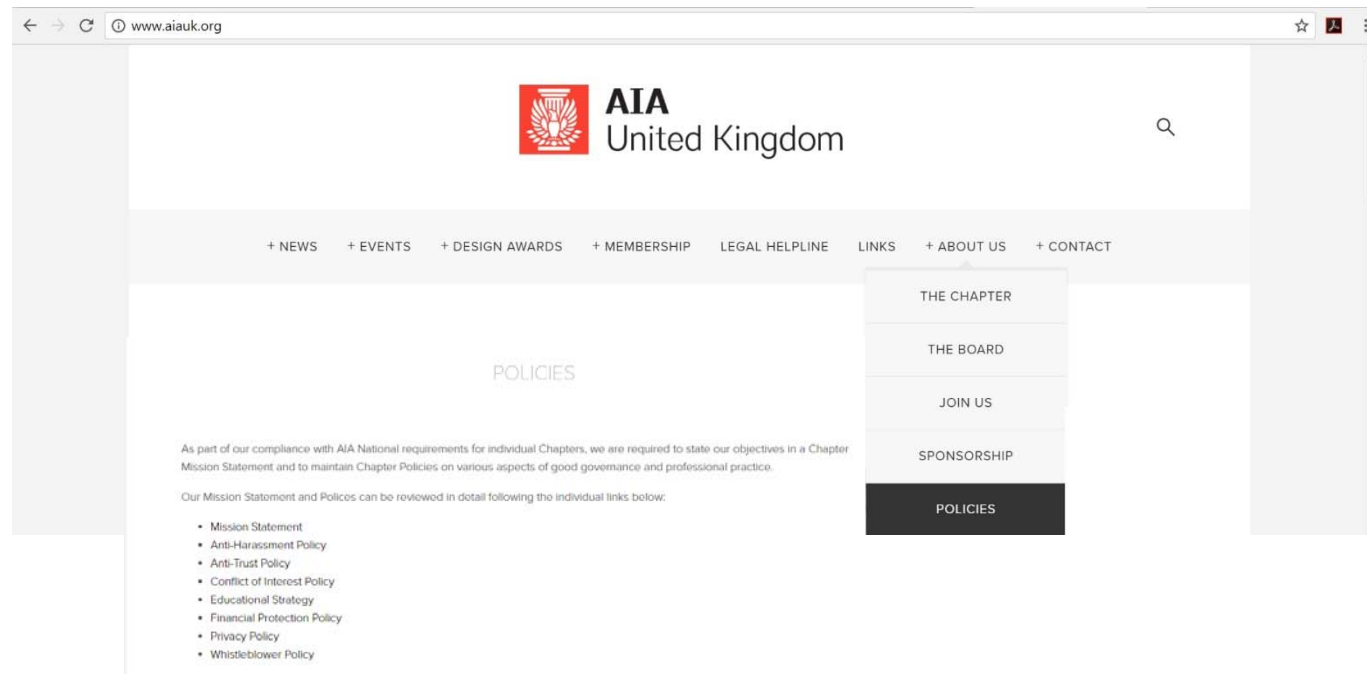 www.aiauk.org
AIA
United Kingdom
+ NEWS + EVENTS + DESIGN AWARDS + MEMBERSHIP LEGAL HELPLINE LINKS + ABOUT US + CONTACT
THE CHAPTER
THE BOARD
JOIN US
SPONSORSHIP
POLICIES
POLICIES
As part of our compliance with AIA National requirements for individual Chapters, we are required to state our objectives in a Chapter
Mission Statement and to maintain Chapter Policies on various aspects of good governance and professional practice.
Our Mission Statement and Polices can be reviewed in detail following the individual links below:
• Mission Statement
• Anti-Harassment Policy
• Anti-Trust Policy
• Conflict of Interest Policy
• Educational Strategy
• Financial Protection Policy
• Privacy Policy
• Whistleblower Policy